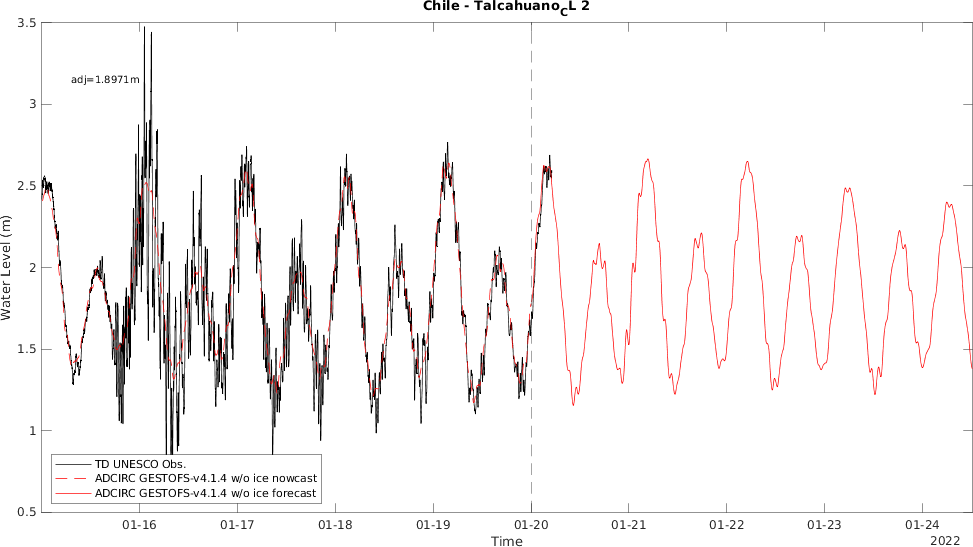 Chile - Talcahuano_CL 2
3.5
3
2.5
2
1.5
1
0.5
Water Level (m)
adj=1.8971m
TD UNESCO Obs.
ADCIRC GESTOFS-v4.1.4 w/o ice nowcast
ADCIRC GESTOFS-v4.1.4 w/o ice forecast
01-16 01-17 01-18 01-19 01-20 01-21 01-22 01-23 01-24
Time
2022